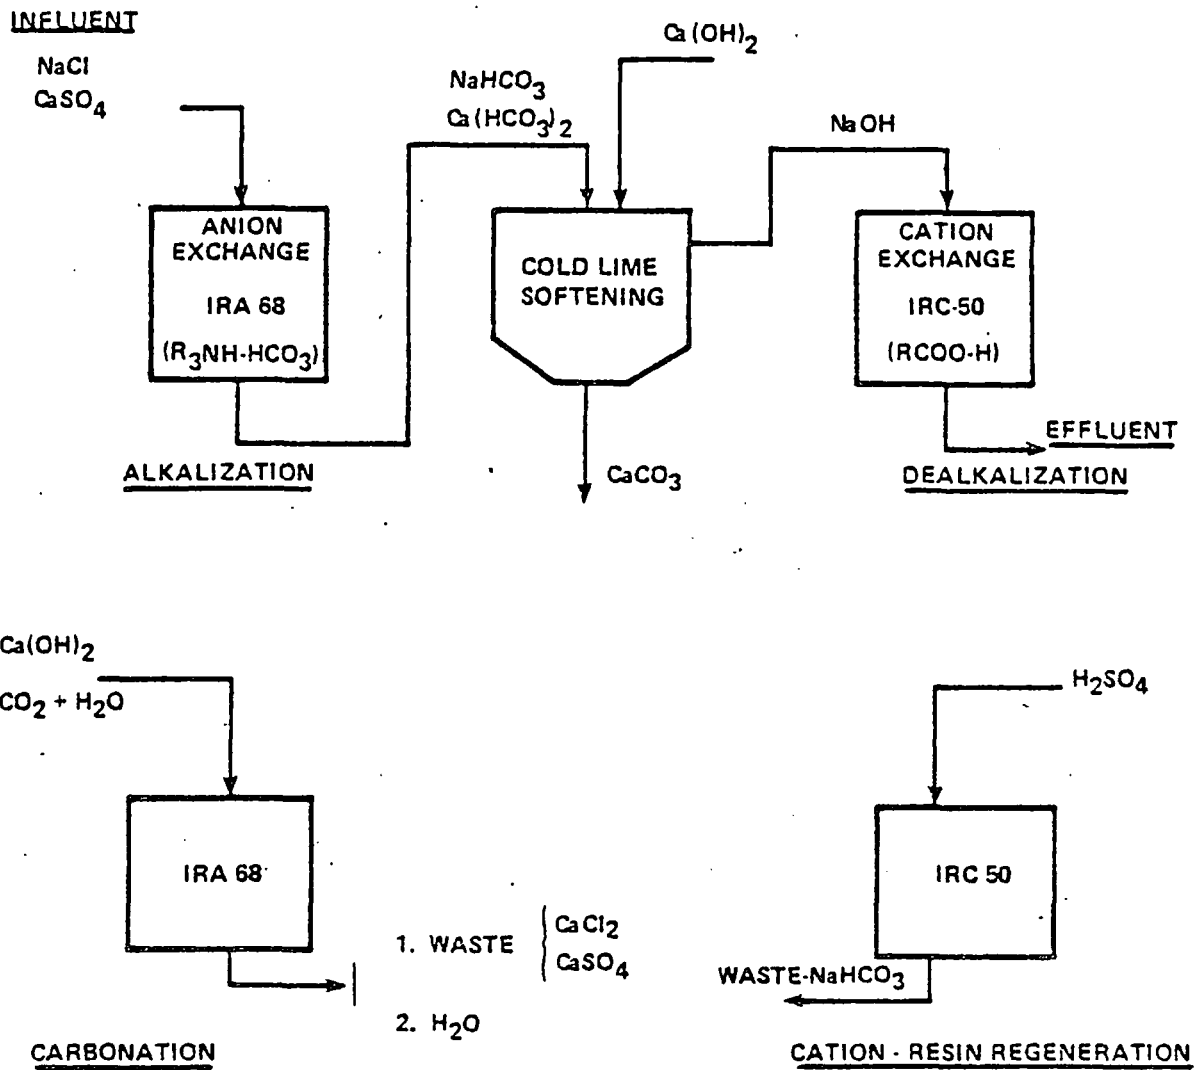 INFLUENT
NaCl
CaSO4
Ca(OH)2
NaHCO3
Ca(HCO3)2
NaOH
ANION
EXCHANGE
IRA 68
(R3NH-HCO3)
COLD LIME
SOFTENING
CATION
EXCHANGE
IRC-50
(RCOO-H)
EFFLUENT
ALKALIZATION
CaCO3
DEALKALIZATION
Ca(OH)2
CO2 + H2O
H2SO4
IRA 68
IRC 50
1. WASTE
CaCl2
CaSO4
WASTE-NaHCO3
2. H2O
CARBONATION
CATION - RESIN REGENERATION